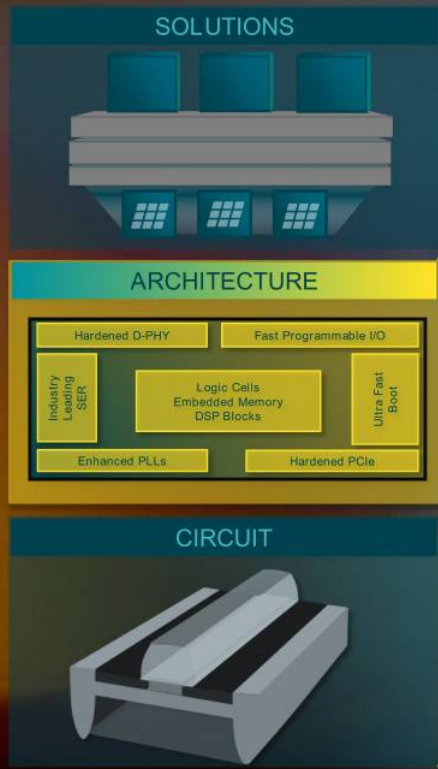 SOLUTIONS
ARCHITECTURE
Hardened D-PHY
Fast Programmable I/O
Industry
Leading
SER
Logic Cells
Embedded Memory
DSP Blocks
Ultra Fast
Boot
Enhanced PLLs
Hardened PCIe
CIRCUIT